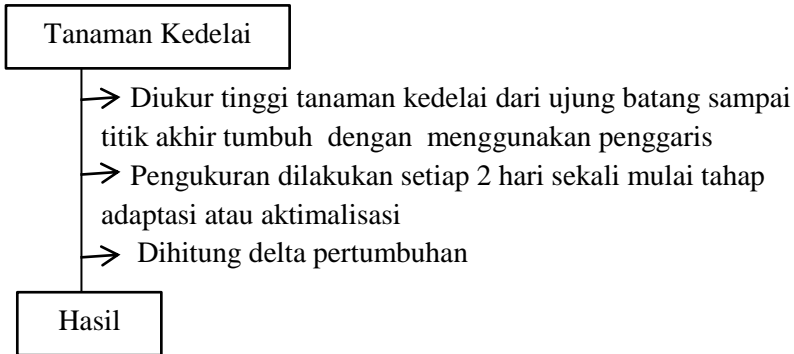 Tanaman Kedelai
Diukur tinggi tanaman kedelai dari ujung batang sampai
titik akhir tumbuh dengan menggunakan penggaris
Pengukuran dilakukan setiap 2 hari sekali mulai tahap
adaptasi atau aktimalisasi
Dihitung delta pertumbuhan
Hasil